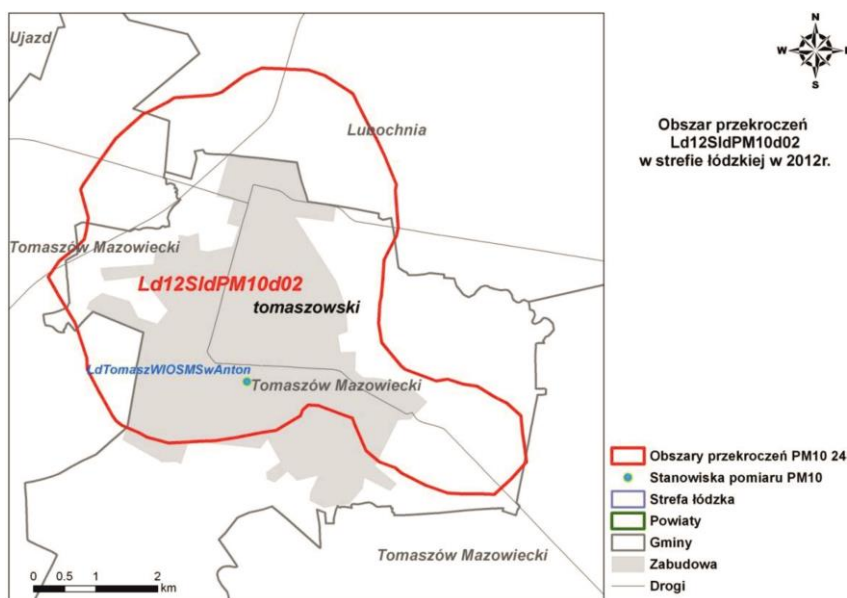 Ujazd
Lubochnia
Tomaszów Mazowiecki
Ld12SldPM10d02
tomaszowski
LdTomaszWIOSMSwAnton
Tomaszów Mazowiecki
Tomaszów Mazowiecki
0 0.5 1 2
km
N
W E
S
Obszar przekroczeń
Ld12SldPM10d02
w strefie łódzkiej w 2012r.
Obszary przekroczeń PM10 24
Stanowiska pomiaru PM10
Strefa łódzka
Powiaty
Gminy
Zabudowa
Drogi